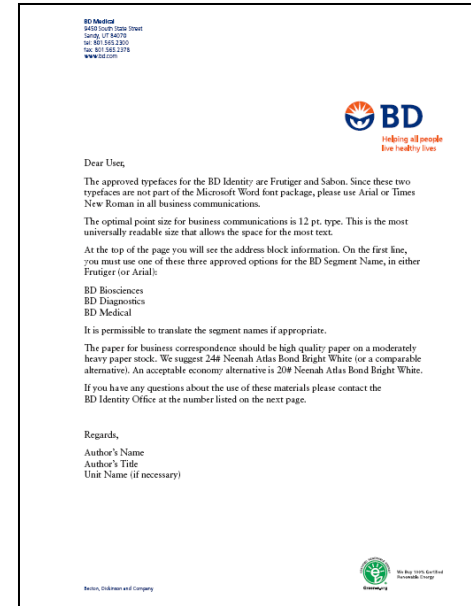 BD Medical
9450 South State Street
Sandy, UT 84070
tel: 801.565.2300
fax: 801.565.2378
www.bd.com
BD
Helping all people
live healthy lives
Dear User,
The approved typefaces for the BD Identity are Frutiger and Sabon. Since these two
typefaces are not part of the Microsoft Word font package, please use Arial or Times
New Roman in all business communications.
The optimal point size for business communications is 12 pt. type. This is the most
universally readable size that allows the space for the most text.
At the top of the page you will see the address block information. On the first line,
you must use one of these three approved options for the BD Segment Name, in either
Frutiger (or Arial):
BD Biosciences
BD Diagnostics
BD Medical
It is permissible to translate the segment names if appropriate.
The paper for business correspondence should be high quality paper on a moderately
heavy paper stock. We suggest 24# Neenah Atlas Bond Bright White (or a comparable
alternative). An acceptable economy alternative is 20# Neenah Atlas Bond Bright White.
If you have any questions about the use of these materials please contact the
BD Identity Office at the number listed on the next page.
Regards,
Author's Name
Author's Title
Unit Name (if necessary)
We Buy 100% Certified
Renewable Energy
Becton, Dickinson and Company